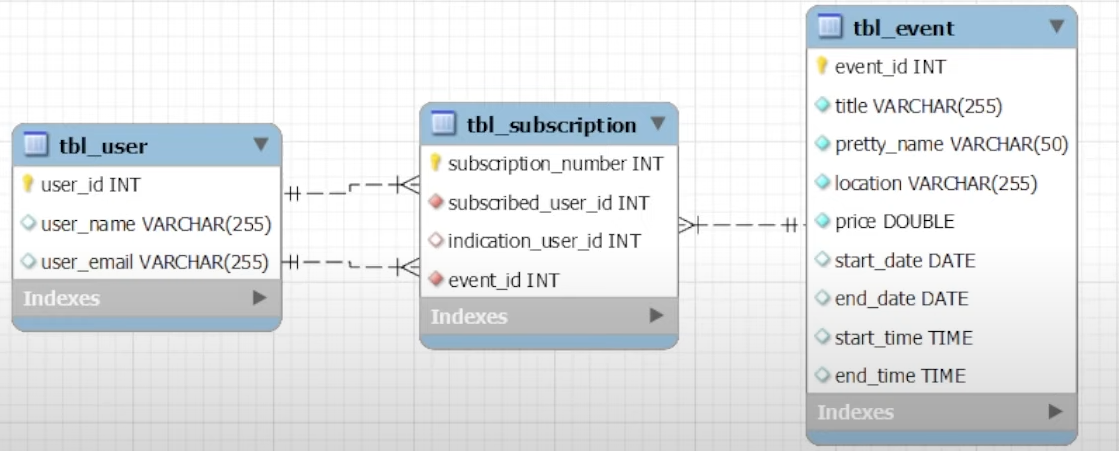 tbl_user
user_id INT
user_name VARCHAR(255)
user_email VARCHAR(255)
Indexes
tbl_subscription
subscription_number INT
subscribed_user_id INT
indication_user_id INT
event_id INT
Indexes
tbl_event
event_id INT
title VARCHAR(255)
pretty_name VARCHAR(50)
location VARCHAR(255)
price DOUBLE
start_date DATE
end_date DATE
start_time TIME
end_time TIME
Indexes